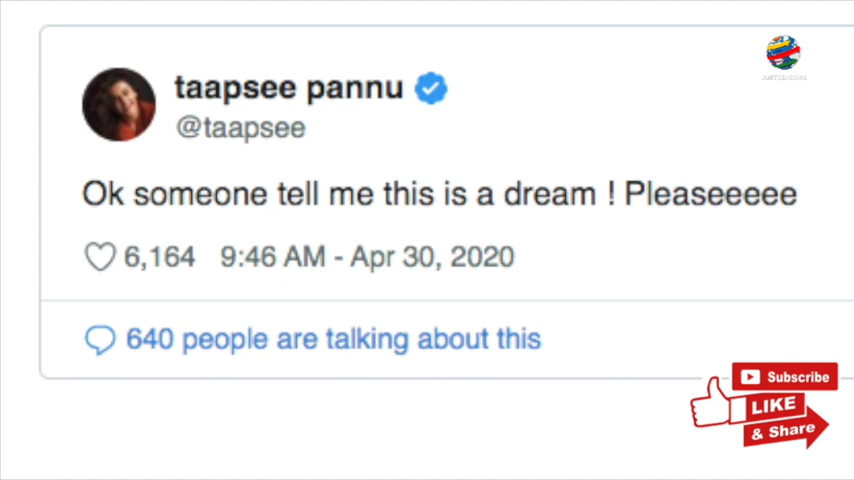 taapsee pannu
@taapsee
Ok someone tell me this is a dream ! Pleaseeeee
6,164 9:46 AM - Apr 30, 2020
640 people are talking about this
Subscribe
LIKE
& Share